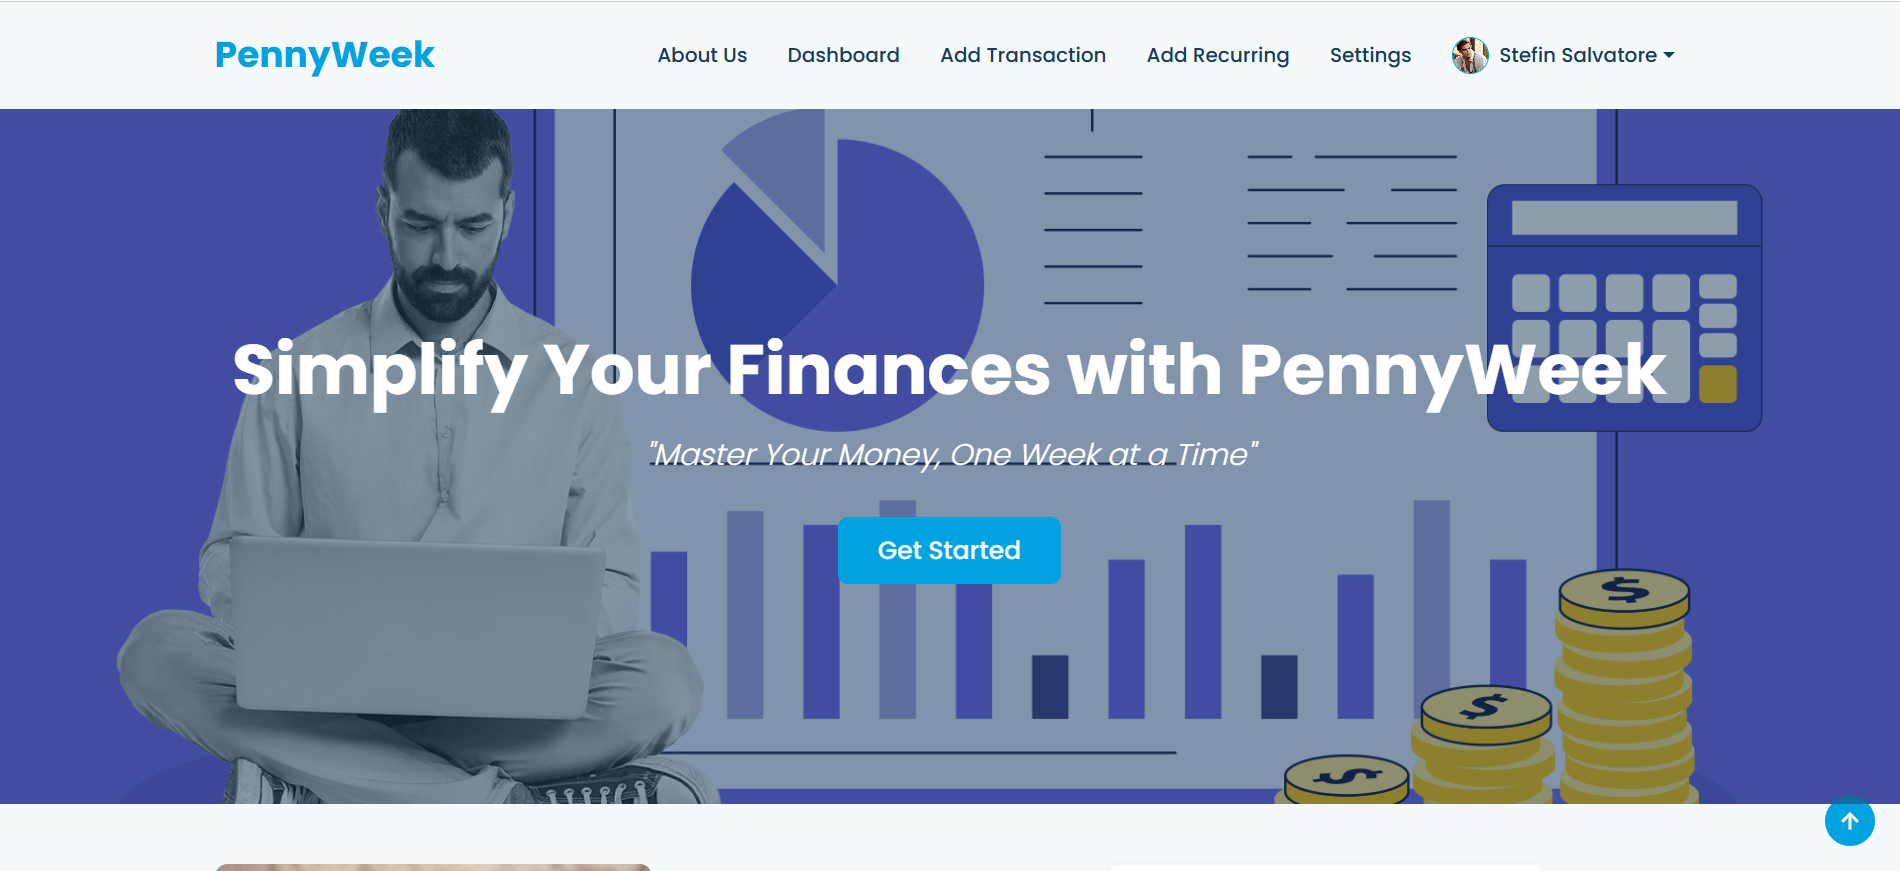 PennyWeek
About Us Dashboard Add Transaction Add Recurring Settings Stefin Salvatore
Simplify Your Finances with PennyWeek
"Master Your Money, One Week at a Time"
Get Started
$
$
$